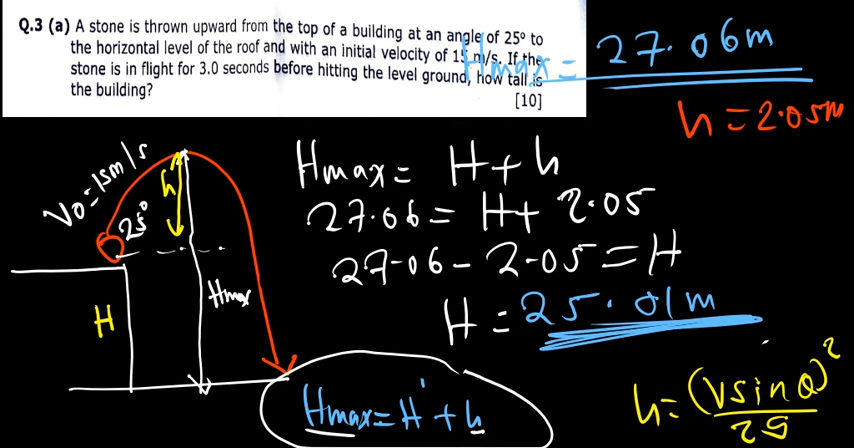 Q.3 (a) A stone is thrown upward from the top of a building at an angle of 25º to
the horizontal level of the roof and with an initial velocity of 15 m/s. If the
stone is in flight for 3.0 seconds before hitting the level ground, how tall is
the building?
[10]
Hmax = 27.06m
h = 2.05m
Vo = 15m/s
25°
h
H
Hmax
Hmax = H + h
27.06 = H + 2.05
27.06 - 2.05 = H
H = 25.01m
Hmax = H + h
h = (Vsinθ)²
2g